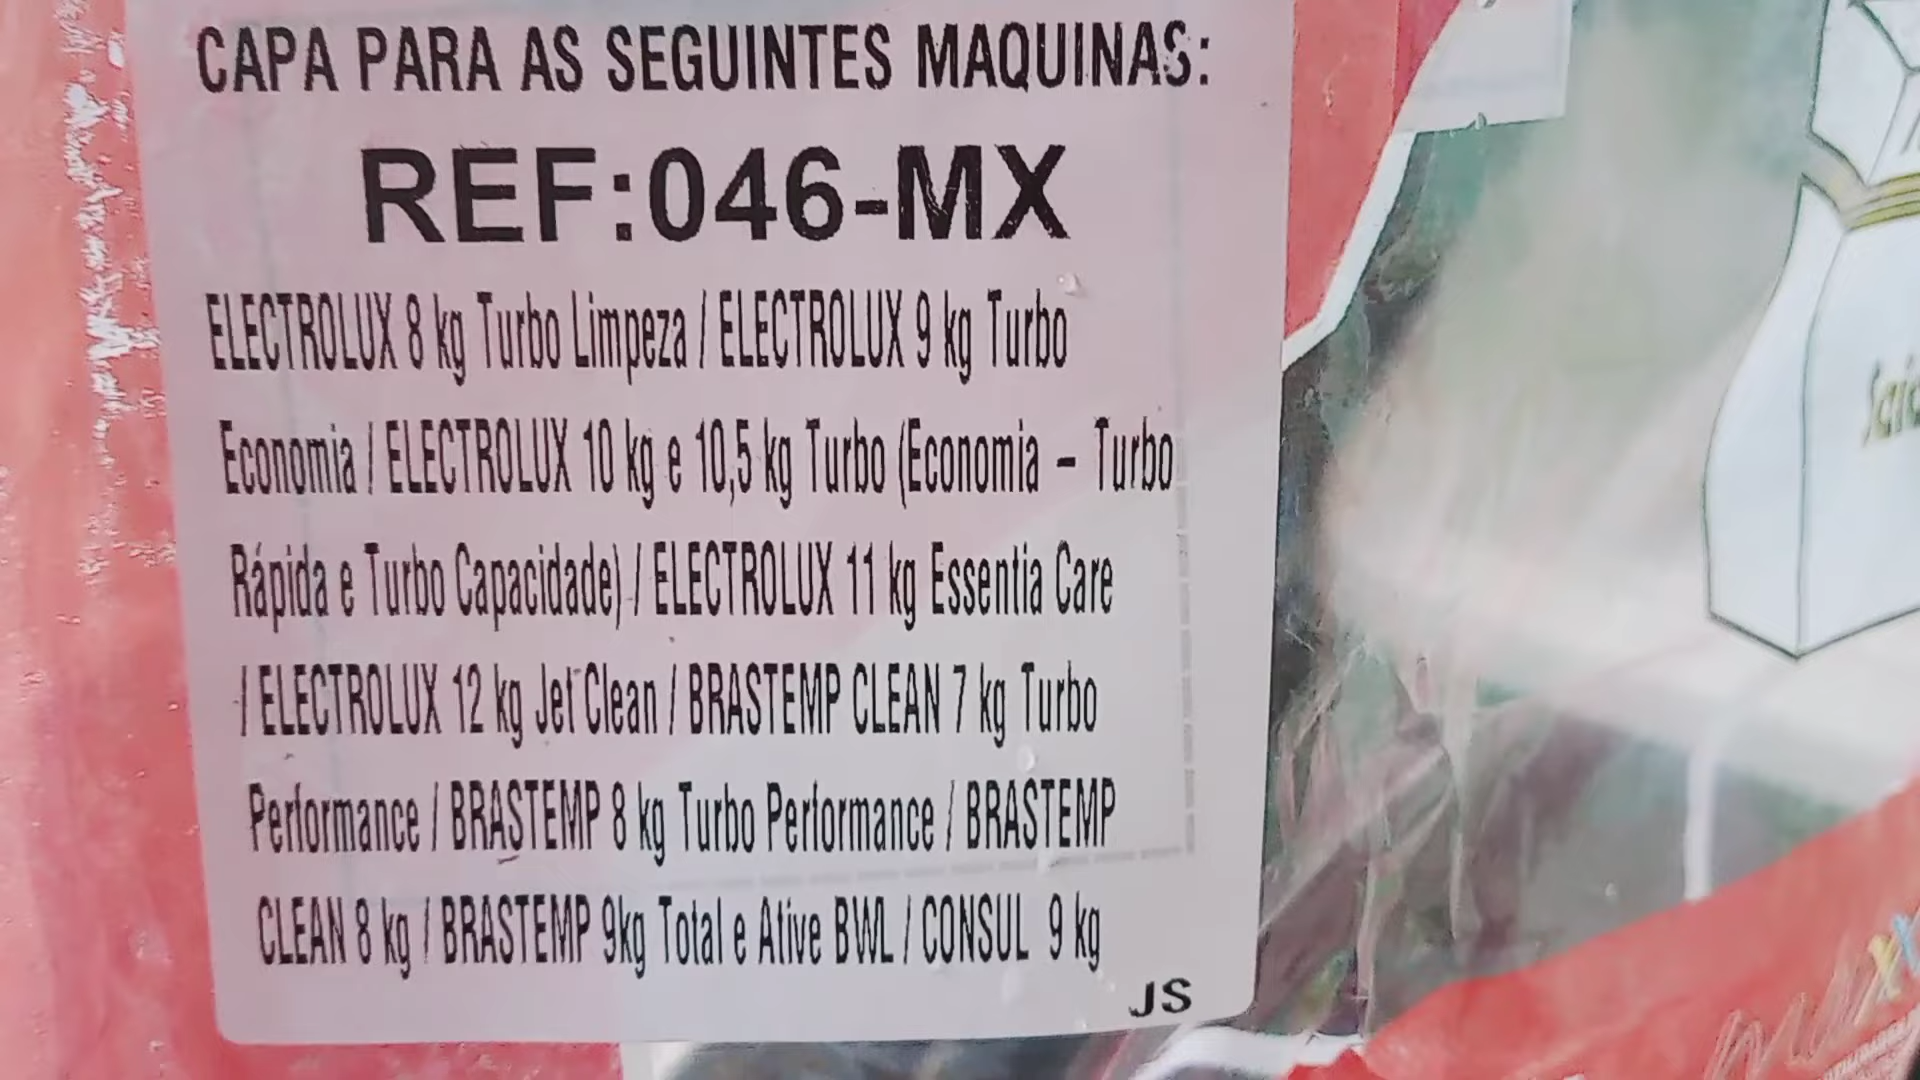 CAPA PARA AS SEGUINTES MAQUINAS:
REF:046-MX
ELECTROLUX 8 kg Turbo Limpeza / ELECTROLUX 9 kg Turbo
Economia / ELECTROLUX 10 kg e 10,5 kg Turbo (Economia – Turbo
Rápida e Turbo Capacidade) / ELECTROLUX 11 kg Essentia Care
/ ELECTROLUX 12 kg Jet Clean / BRASTEMP CLEAN 7 kg Turbo
Performance / BRASTEMP 8 kg Turbo Performance / BRASTEMP
CLEAN 8 kg / BRASTEMP 9kg Total e Ative BWL / CONSUL 9 kg
JS